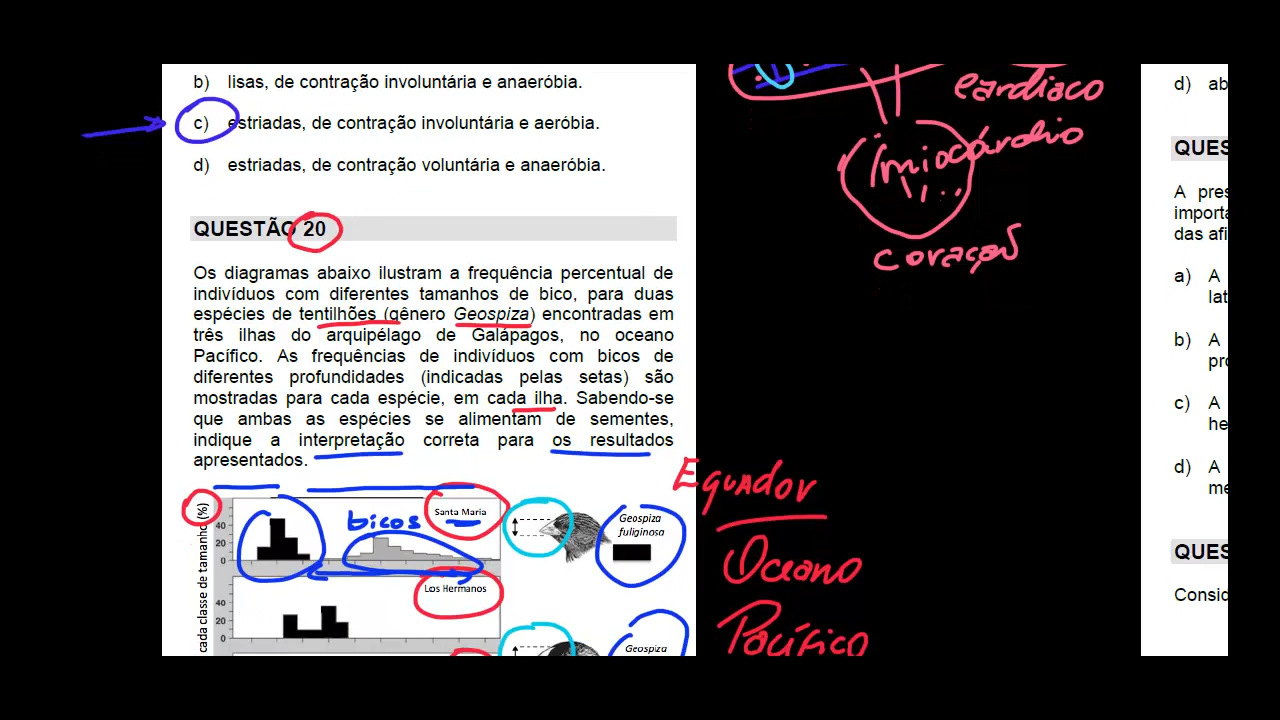 b) lisas, de contração involuntária e anaeróbia.
c) estriadas, de contração involuntária e aeróbia.
d) estriadas, de contração voluntária e anaeróbia.
QUESTÃO 20
Os diagramas abaixo ilustram a frequência percentual de
indivíduos com diferentes tamanhos de bico, para duas
espécies de tentilhões (gênero Geospiza) encontradas em
três ilhas do arquipélago de Galápagos, no oceano
Pacífico. As frequências de indivíduos com bicos de
diferentes profundidades (indicadas pelas setas) são
mostradas para cada espécie, em cada ilha. Sabendo-se
que ambas as espécies se alimentam de sementes,
indique a interpretação correta para os resultados
apresentados.
cada classe de tamanho (%)
40
20
0
bicos
Santa Maria
Geospiza
fuliginosa
Los Hermanos
40
20
0
Geospiza
cardíaco
miocárdio
coração
Equador
Oceano
Pacífico
d) ab
QUES
A pres
importa
das afi
a) A
lat
b) A
pro
c) A
he
d) A
me
QUES
Consid